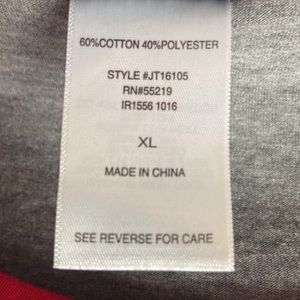 60%COTTON 40%POLYESTER
STYLE #JT16105
RN#55219
IR1556 1016
XL
MADE IN CHINA
SEE REVERSE FOR CARE